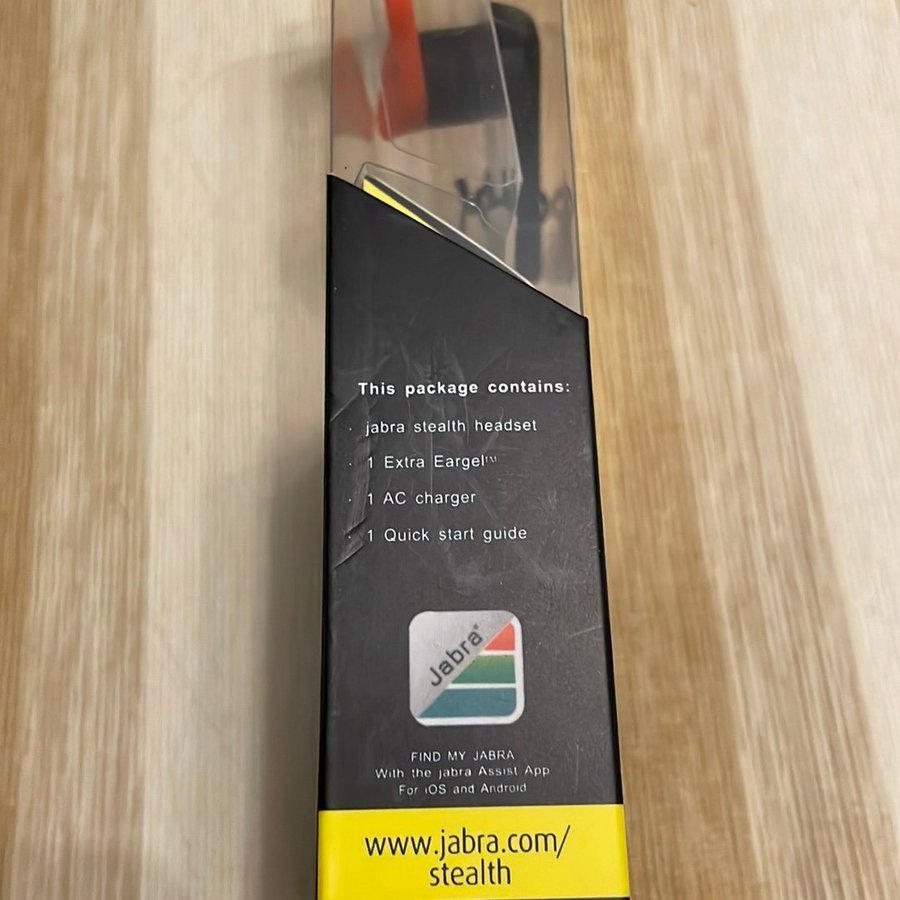 Jabra
This package contains:
· jabra stealth headset
· 1 Extra Eargel™
· 1 AC charger
· 1 Quick start guide
Jabra®
FIND MY JABRA
With the jabra Assist App
For iOS and Android
www.jabra.com/
stealth